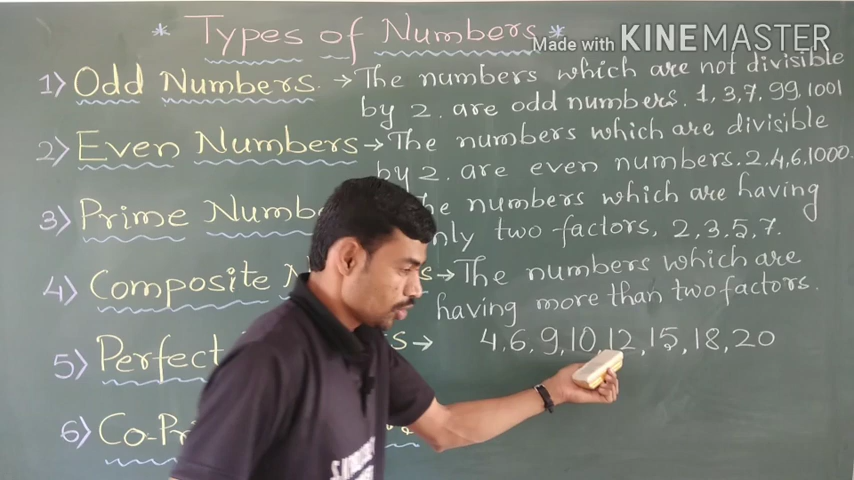 * Types of Numbers *
Made with KINEMASTER
1) Odd Numbers. → The numbers which are not divisible
by 2. are odd numbers. 1, 3, 7, 99, 1001
2) Even Numbers → The numbers which are divisible
by 2. are even numbers. 2, 4, 6, 1000.
3) Prime numbers which are having
two factors, 2, 3, 5, 7.
4) Composite → The numbers which are
having more than two factors.
4, 6, 9, 10, 12, 15, 18, 20
5) Perfect →
6)